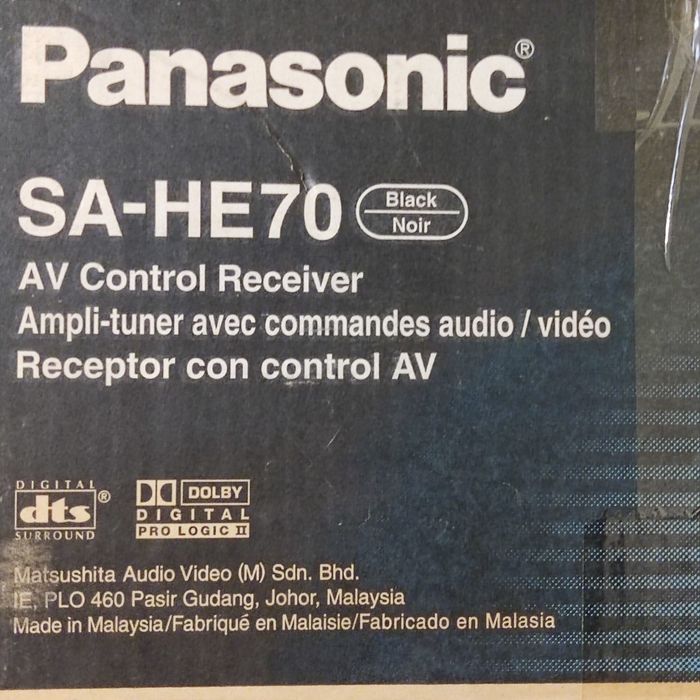 Panasonic®
SA-HE70 Black
Noir
AV Control Receiver
Ampli-tuner avec commandes audio / vidéo
Receptor con control AV
DIGITAL
dts®
SURROUND
DOLBY
DIGITAL
PRO LOGIC II
Matsushita Audio Video (M) Sdn. Bhd.
IE, PLO 460 Pasir Gudang, Johor, Malaysia
Made in Malaysia/Fabriqué en Malaisie/Fabricado en Malasia